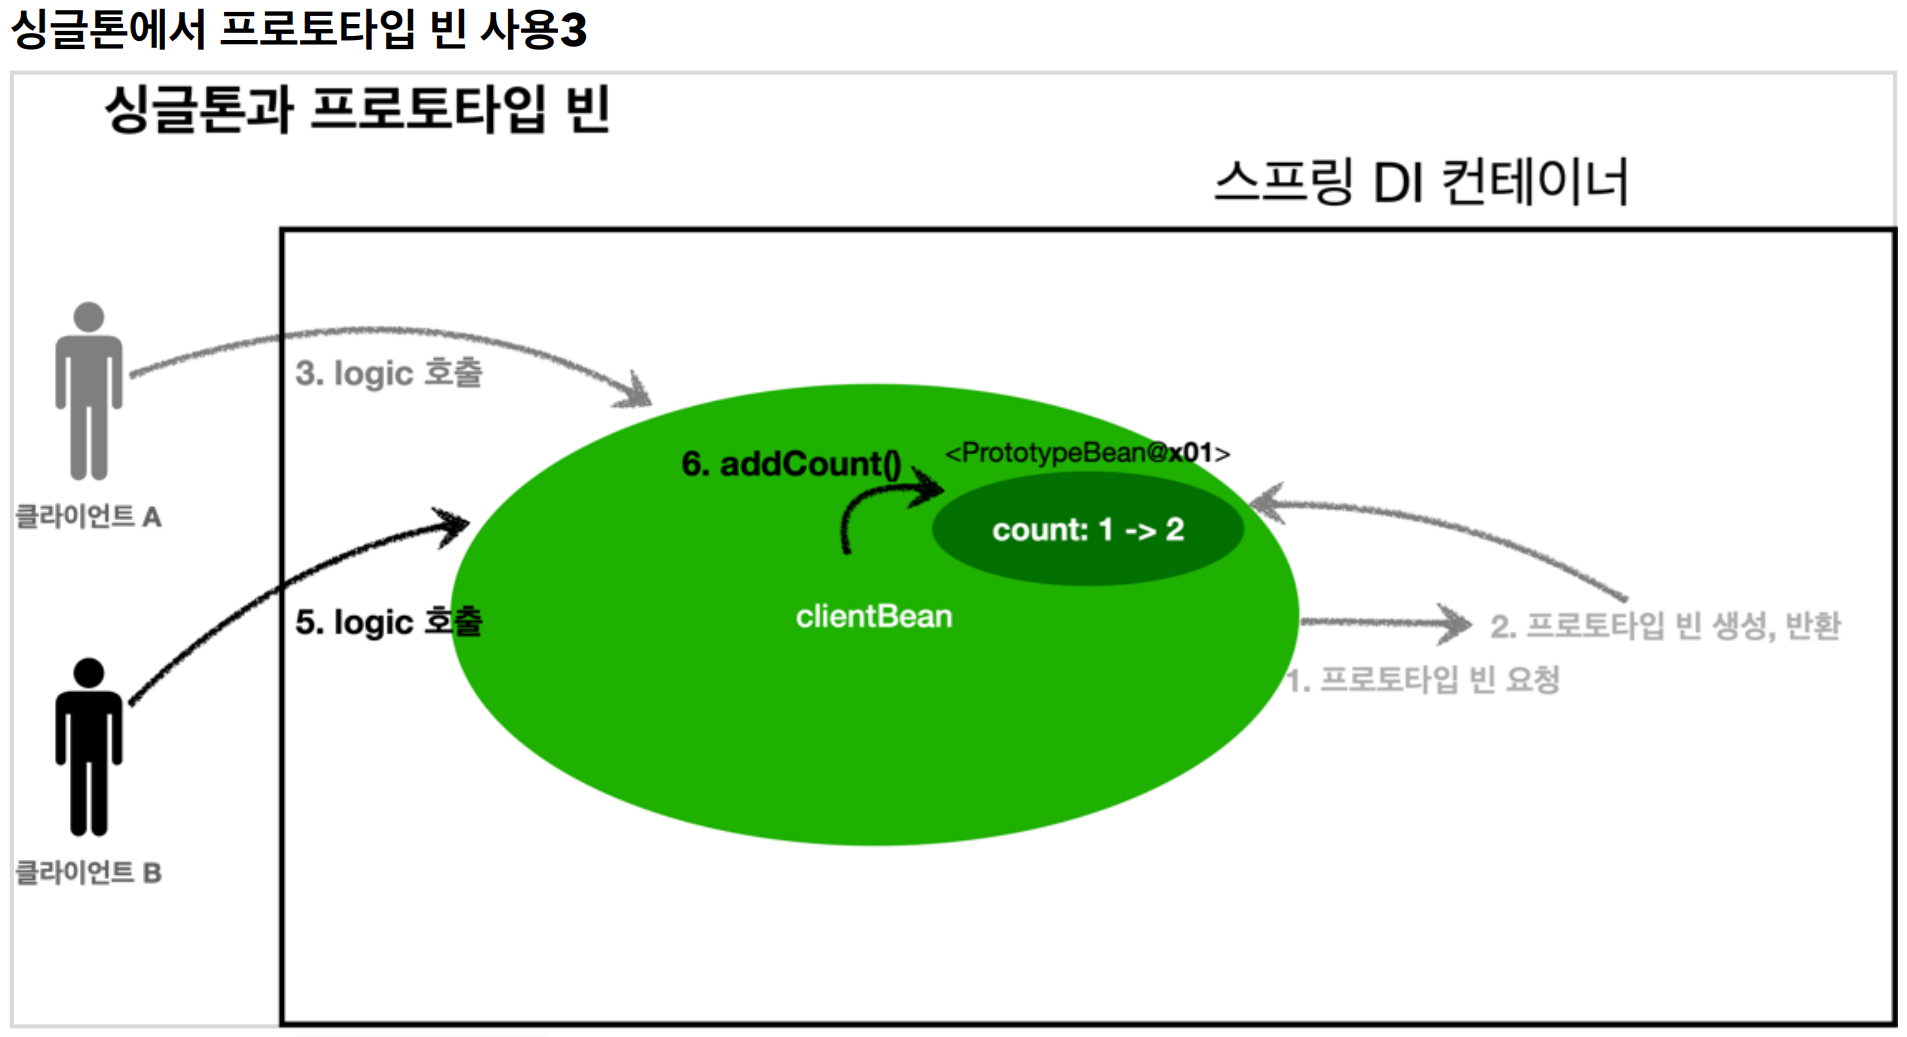 싱글톤에서 프로토타입 빈 사용3
싱글톤과 프로토타입 빈
스프링 DI 컨테이너
3. logic 호출
클라이언트 A
6. addCount()
<PrototypeBean@x01>
count: 1 -> 2
5. logic 호출
clientBean
2. 프로토타입 빈 생성, 반환
1. 프로토타입 빈 요청
클라이언트 B